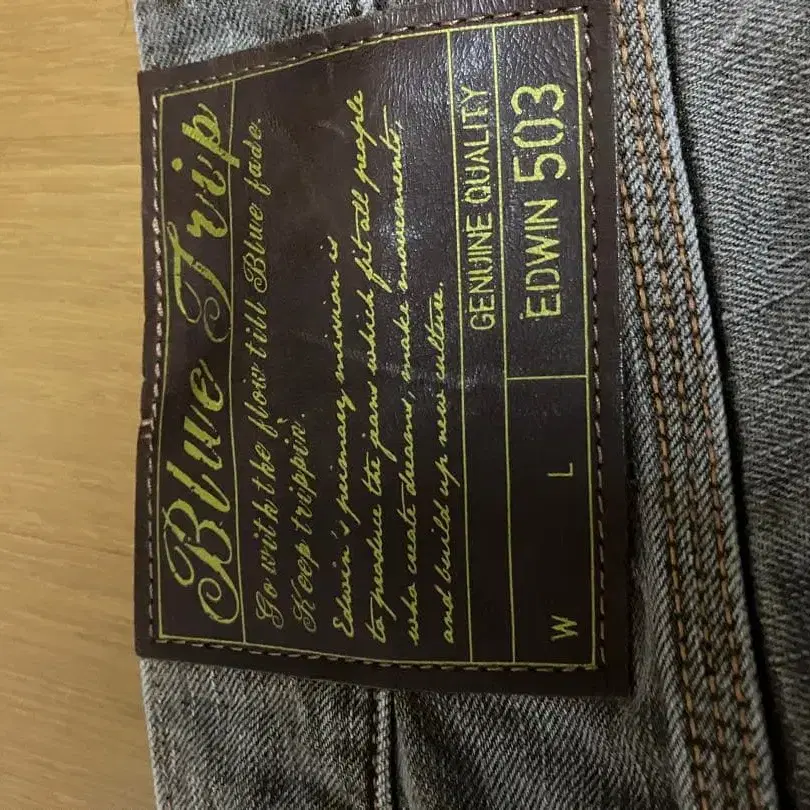 Blue Trip
Go with the flow till Blue fade.
Keep trippin'.
Edwin's primary mission is
to produce the jeans which fit all people
who create dreams, make movements,
and build up new culture.
GENUINE QUALITY
W L EDWIN 503